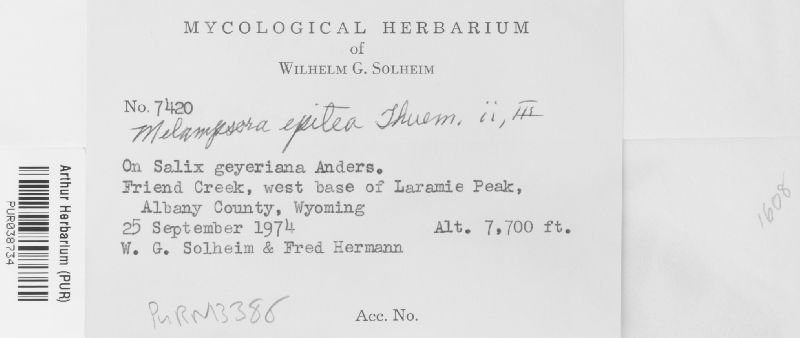 MYCOLOGICAL HERBARIUM
of
WILHELM G. SOLHEIM
No. 7420
Melampsora epitea Thuem. ii, III
On Salix geyeriana Anders.
Friend Creek, west base of Laramie Peak,
Albany County, Wyoming
25 September 1974 Alt. 7,700 ft.
W. G. Solheim & Fred Hermann
PURN3386
Acc. No.
Arthur Herbarium (PUR)
PUR038734
1608